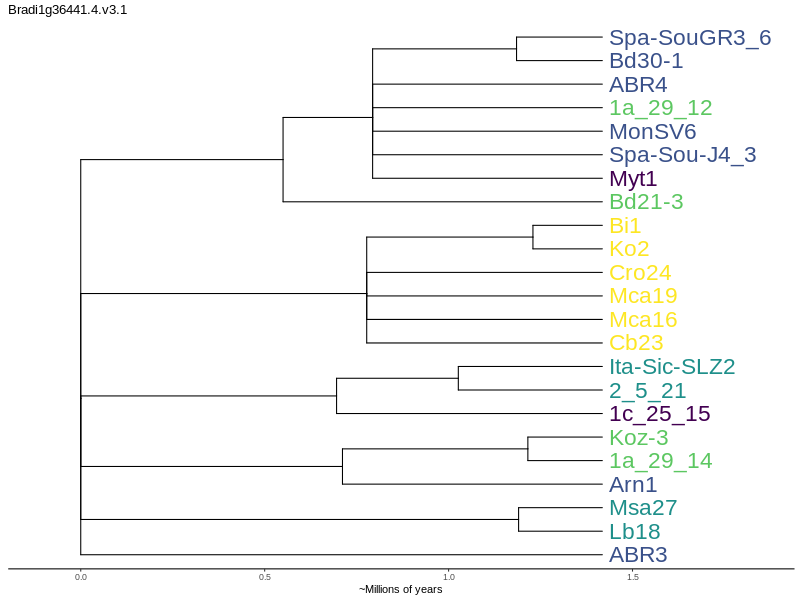 Bradi1g36441.4.v3.1
Spa-SouGR3_6
Bd30-1
ABR4
1a_29_12
MonSV6
Spa-Sou-J4_3
Myt1
Bd21-3
Bi1
Ko2
Cro24
Mca19
Mca16
Cb23
Ita-Sic-SLZ2
2_5_21
1c_25_15
Koz-3
1a_29_14
Arn1
Msa27
Lb18
ABR3
0.0 0.5 1.0 1.5
~Millions of years